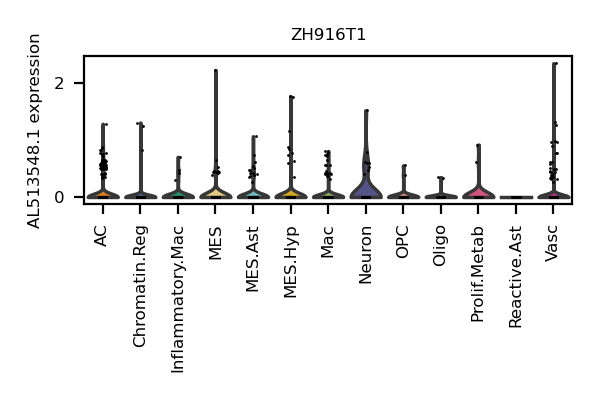 ZH916T1
AL513548.1 expression
2
0
AC
Chromatin.Reg
Inflammatory.Mac
MES
MES.Ast
MES.Hyp
Mac
Neuron
OPC
Oligo
Prolif.Metab
Reactive.Ast
Vasc